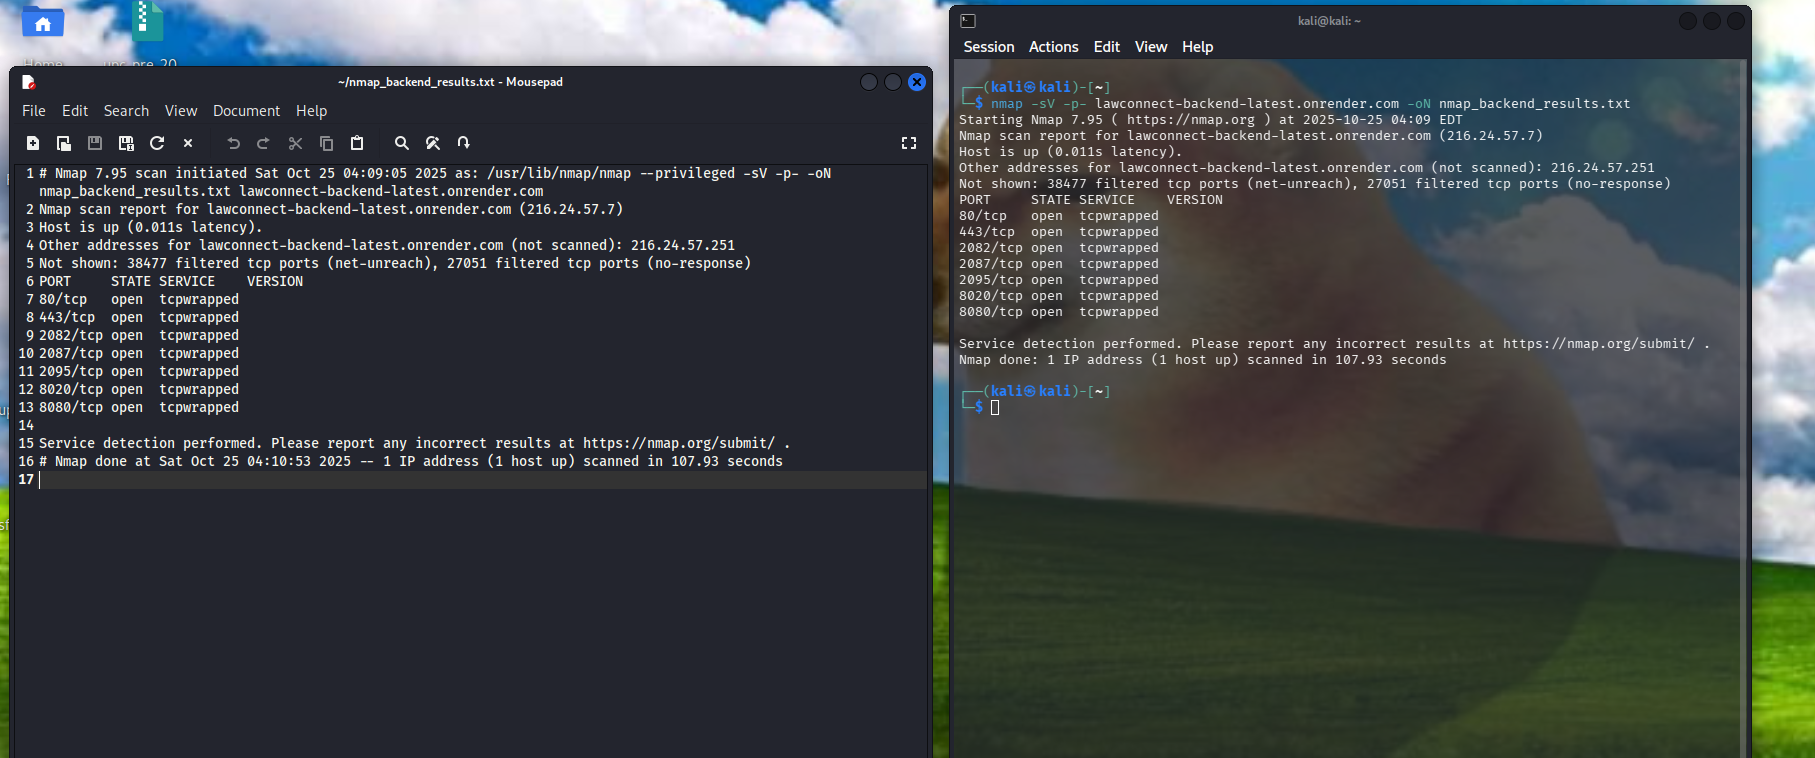 Home
~/nmap_backend_results.txt - Mousepad
File Edit Search View Document Help
1 # Nmap 7.95 scan initiated Sat Oct 25 04:09:05 2025 as: /usr/lib/nmap/nmap --privileged -sV -p- -oN
nmap_backend_results.txt lawconnect-backend-latest.onrender.com
2 Nmap scan report for lawconnect-backend-latest.onrender.com (216.24.57.7)
3 Host is up (0.011s latency).
4 Other addresses for lawconnect-backend-latest.onrender.com (not scanned): 216.24.57.251
5 Not shown: 38477 filtered tcp ports (net-unreach), 27051 filtered tcp ports (no-response)
6 PORT     STATE SERVICE    VERSION
7 80/tcp   open  tcpwrapped
8 443/tcp  open  tcpwrapped
9 2082/tcp open  tcpwrapped
10 2087/tcp open  tcpwrapped
11 2095/tcp open  tcpwrapped
12 8020/tcp open  tcpwrapped
13 8080/tcp open  tcpwrapped
14
15 Service detection performed. Please report any incorrect results at https://nmap.org/submit/ .
16 # Nmap done at Sat Oct 25 04:10:53 2025 -- 1 IP address (1 host up) scanned in 107.93 seconds
17
kali@kali: ~
Session Actions Edit View Help
┌──(kali㉿kali)-[~]
└─$ nmap -sV -p- lawconnect-backend-latest.onrender.com -oN nmap_backend_results.txt
Starting Nmap 7.95 ( https://nmap.org ) at 2025-10-25 04:09 EDT
Nmap scan report for lawconnect-backend-latest.onrender.com (216.24.57.7)
Host is up (0.011s latency).
Other addresses for lawconnect-backend-latest.onrender.com (not scanned): 216.24.57.251
Not shown: 38477 filtered tcp ports (net-unreach), 27051 filtered tcp ports (no-response)
PORT     STATE SERVICE    VERSION
80/tcp   open  tcpwrapped
443/tcp  open  tcpwrapped
2082/tcp open  tcpwrapped
2087/tcp open  tcpwrapped
2095/tcp open  tcpwrapped
8020/tcp open  tcpwrapped
8080/tcp open  tcpwrapped
Service detection performed. Please report any incorrect results at https://nmap.org/submit/ .
Nmap done: 1 IP address (1 host up) scanned in 107.93 seconds
┌──(kali㉿kali)-[~]
└─$